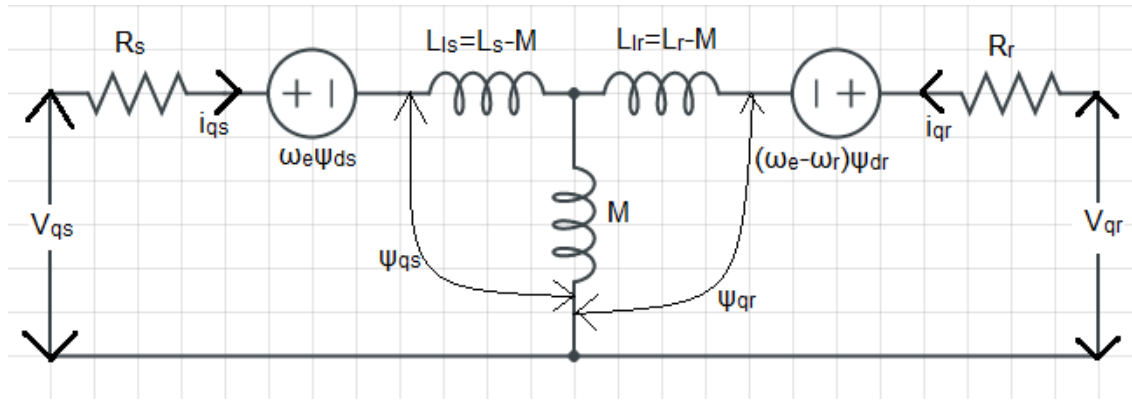 Rs
Lls=Ls-M
Llr=Lr-M
Rr
+ −
− +
iqs
iqr
ωeψds
(ωe-ωr)ψdr
Vqs
M
Vqr
ψqs
ψqr